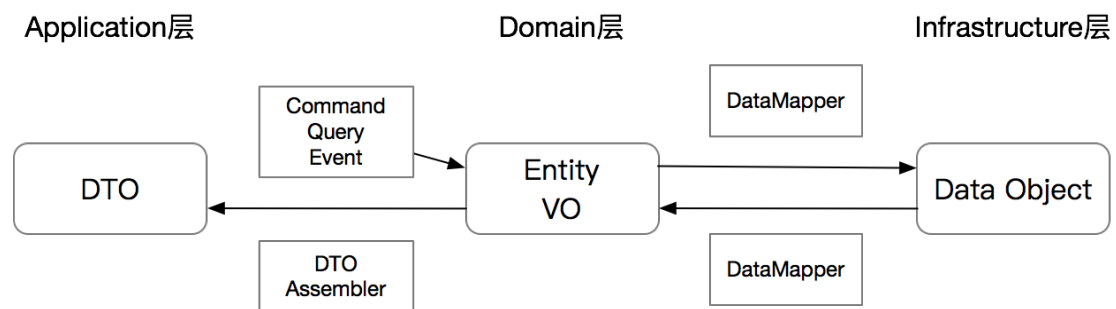 Application层
Domain层
Infrastructure层
Command
Query
Event
DataMapper
DTO
Entity
VO
Data Object
DTO
Assembler
DataMapper